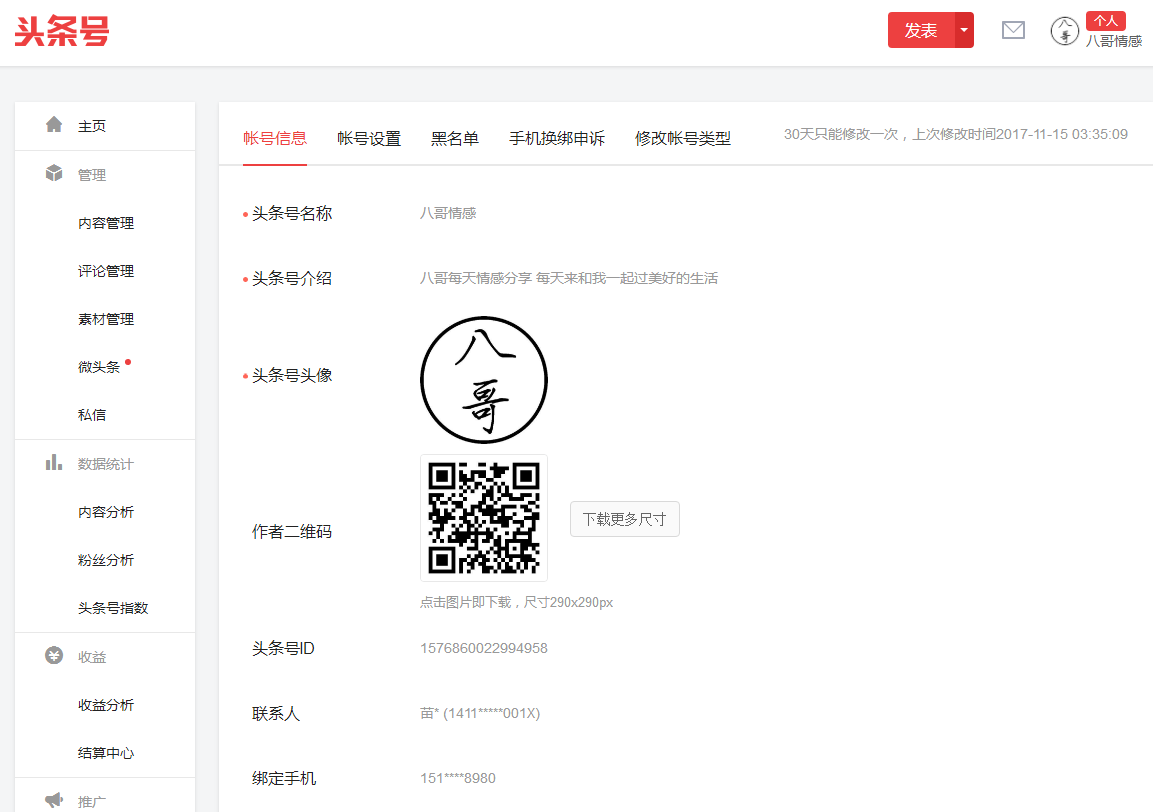 头条号
发表
个人
八哥情感
主页
管理
内容管理
评论管理
素材管理
微头条
私信
数据统计
内容分析
粉丝分析
头条号指数
收益
收益分析
结算中心
推广
帐号信息 帐号设置 黑名单 手机换绑申诉 修改帐号类型 30天只能修改一次，上次修改时间2017-11-15 03:35:09
头条号名称 八哥情感
头条号介绍 八哥每天情感分享 每天来和我一起过美好的生活
头条号头像
八
哥
作者二维码 下载更多尺寸
点击图片即下载，尺寸290x290px
头条号ID 1576860022994958
联系人 苗* (1411*****001X)
绑定手机 151****8980